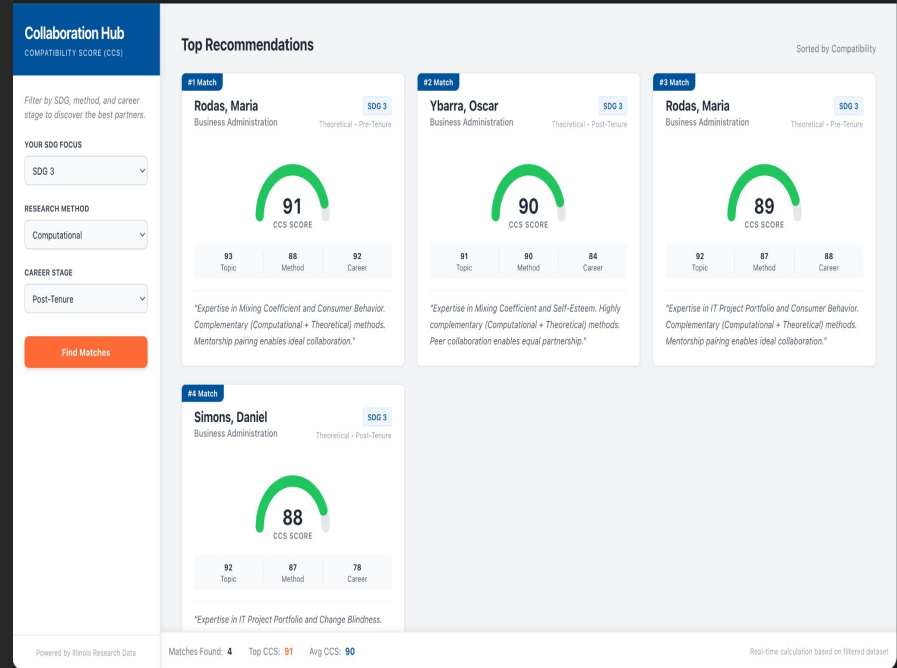 Collaboration Hub
COMPATIBILITY SCORE (CCS)
Filter by SDG, method, and career
stage to discover the best partners.
YOUR SDG FOCUS
SDG 3
RESEARCH METHOD
Computational
CAREER STAGE
Post-Tenure
Find Matches
Powered by Illinois Research Data
Top Recommendations
Sorted by Compatibility
#1 Match
Rodas, Maria
SDG 3
Business Administration
Theoretical • Pre-Tenure
91
CCS SCORE
93 88 92
Topic Method Career
"Expertise in Mixing Coefficient and Consumer Behavior.
Complementary (Computational + Theoretical) methods.
Mentorship pairing enables ideal collaboration."
#2 Match
Ybarra, Oscar
SDG 3
Business Administration
Theoretical • Post-Tenure
90
CCS SCORE
91 90 84
Topic Method Career
"Expertise in Mixing Coefficient and Self-Esteem. Highly
complementary (Computational + Theoretical) methods.
Peer collaboration enables equal partnership."
#3 Match
Rodas, Maria
SDG 3
Business Administration
Theoretical • Pre-Tenure
89
CCS SCORE
92 87 88
Topic Method Career
"Expertise in IT Project Portfolio and Consumer Behavior.
Complementary (Computational + Theoretical) methods.
Mentorship pairing enables ideal collaboration."
#4 Match
Simons, Daniel
SDG 3
Business Administration
Theoretical • Post-Tenure
88
CCS SCORE
92 87 78
Topic Method Career
"Expertise in IT Project Portfolio and Change Blindness.
Matches Found: 4 Top CCS: 91 Avg CCS: 90
Real-time calculation based on filtered dataset